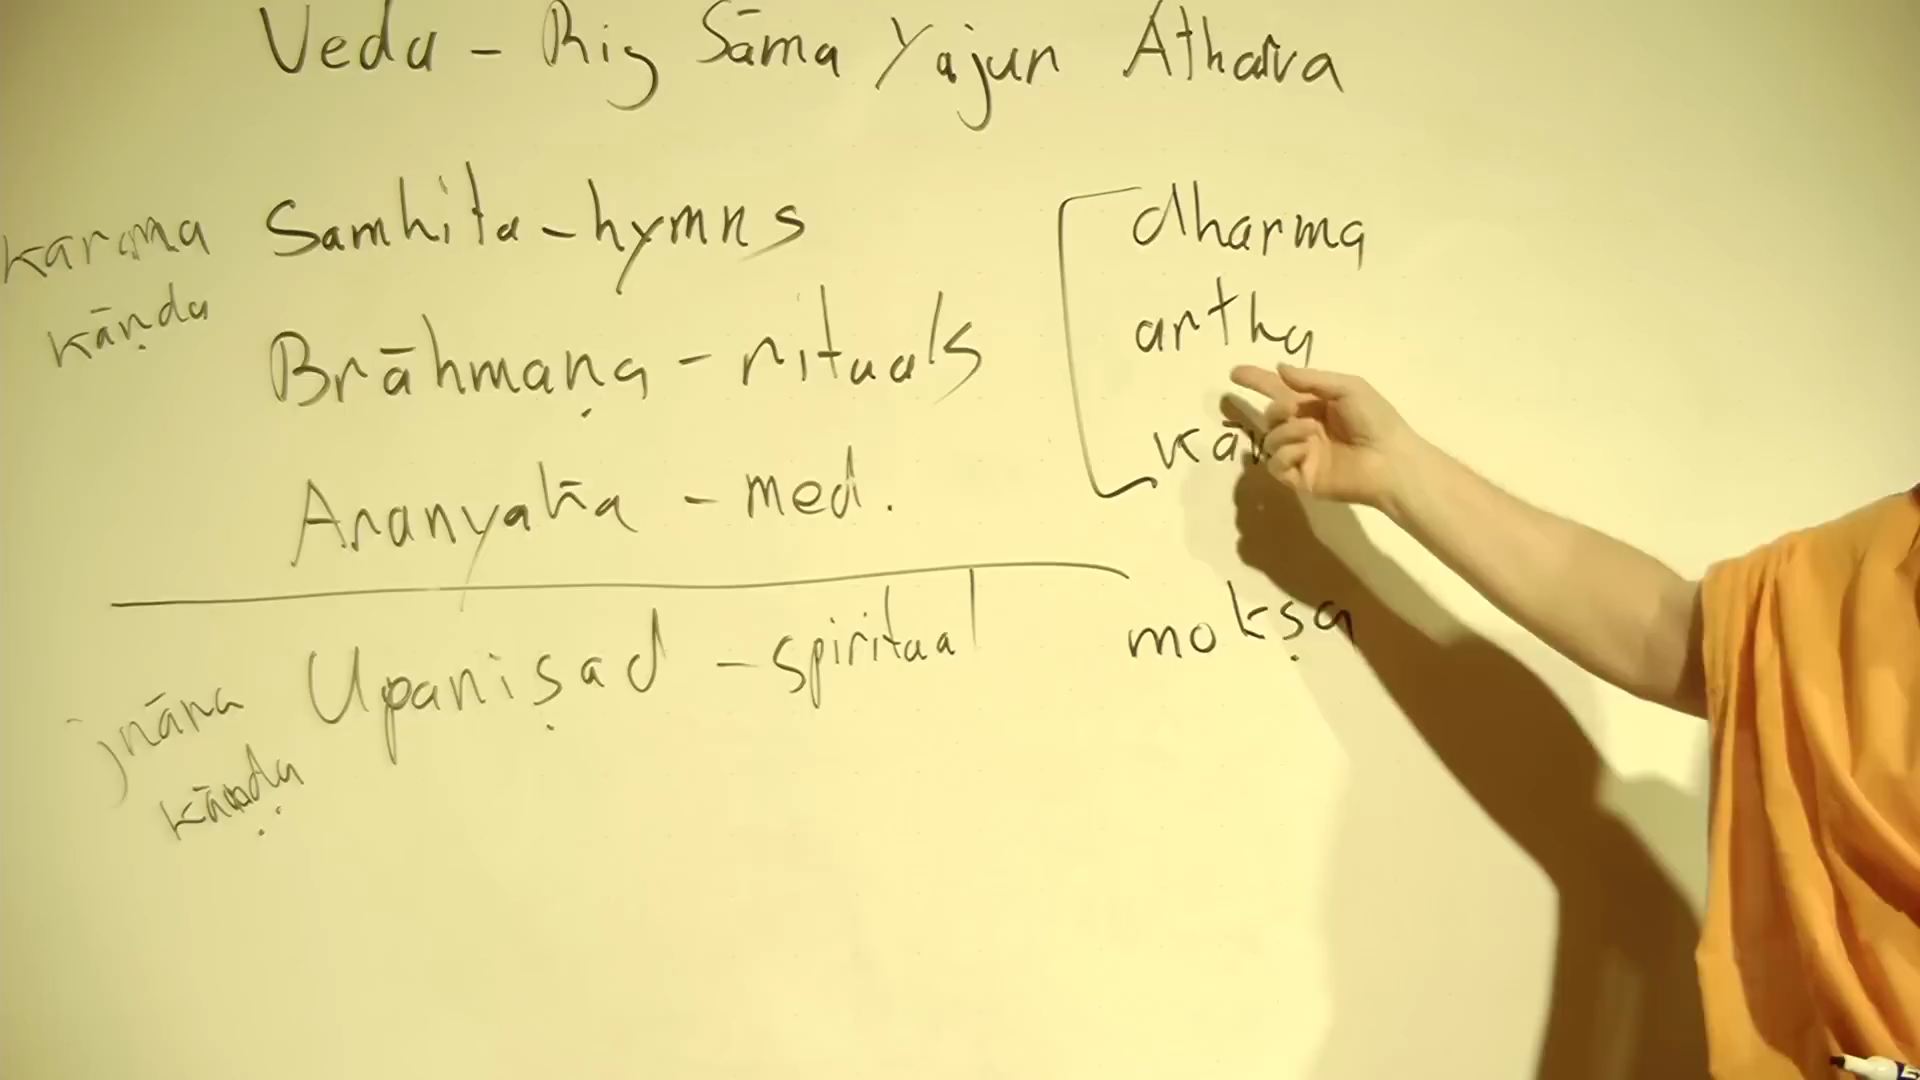 Veda - Rig Sāma Yajur Atharva
karma kāṇḍa
Samhita - hymns
Brāhmaṇa - rituals
Aranyaka - med.
dharma
artha
moksa
Upaniṣad - spiritual
jnāna kāṇḍa